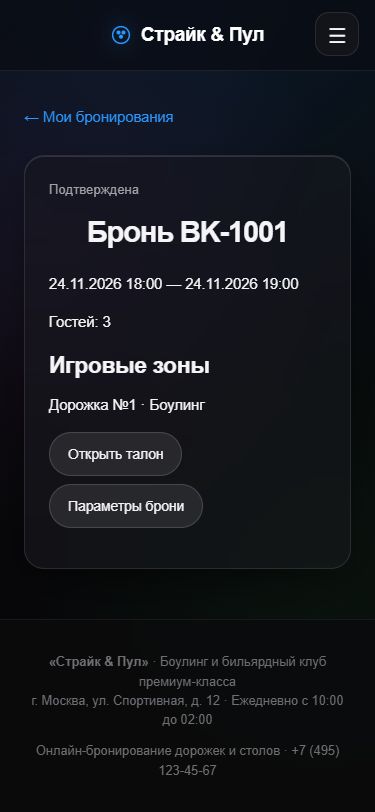 Страйк & Пул
← Мои бронирования
Подтверждена
Бронь BK-1001
24.11.2026 18:00 — 24.11.2026 19:00
Гостей: 3
Игровые зоны
Дорожка №1 · Боулинг
Открыть талон
Параметры брони
«Страйк & Пул» · Боулинг и бильярдный клуб
премиум-класса
г. Москва, ул. Спортивная, д. 12 · Ежедневно с 10:00
до 02:00
Онлайн-бронирование дорожек и столов · +7 (495)
123-45-67